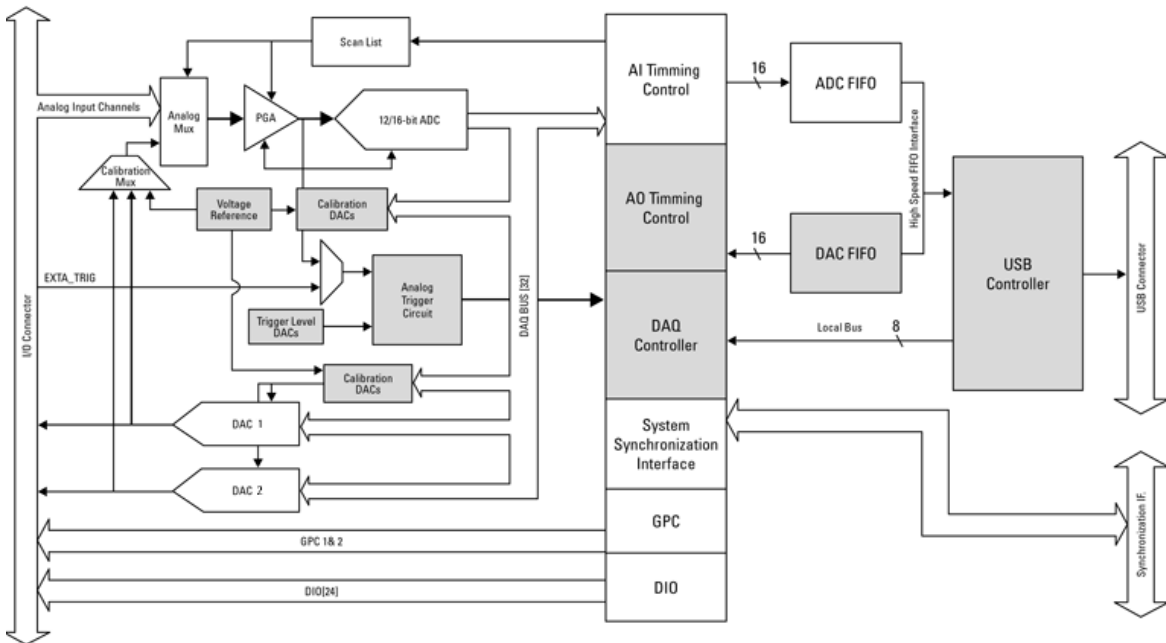 Scan List
AI Timming
Control
16
ADC FIFO
Analog Input Channels
Analog
Mux
PGA
12/16-bit ADC
High Speed FIFO Interface
Calibration
Mux
Voltage
Reference
Calibration
DACs
AO Timming
Control
16
DAC FIFO
USB
Controller
USB Connector
EXTA_TRIG
Analog
Trigger
Circuit
Trigger Level
DACs
DAQ BUS [32]
DAQ
Controller
Local Bus
8
I/O Connector
Calibration
DACs
DAC 1
System
Synchronization
Interface
DAC 2
GPC 1& 2
GPC
Synchronization IF.
DIO[24]
DIO